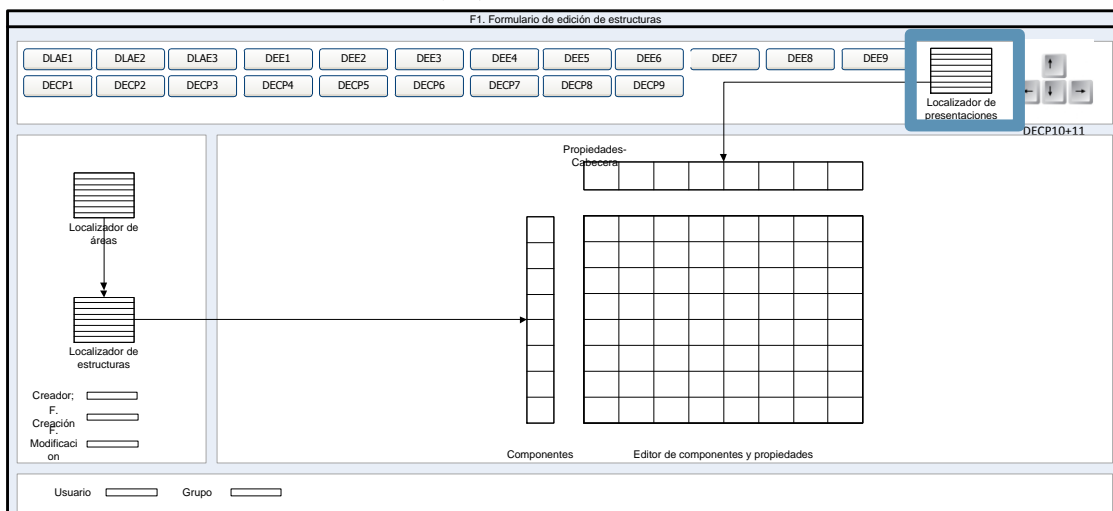 F1. Formulario de edición de estructuras
DLAE1 DLAE2 DLAE3 DEE1 DEE2 DEE3 DEE4 DEE5 DEE6 DEE7 DEE8 DEE9
DECP1 DECP2 DECP3 DECP4 DECP5 DECP6 DECP7 DECP8 DECP9
Localizador de
presentaciones
DECP10+11
Propiedades-
Cabecera
Localizador de
áreas
Localizador de
estructuras
Creador;
F.
Creación
F.
Modificaci
on
Componentes
Editor de componentes y propiedades
Usuario
Grupo